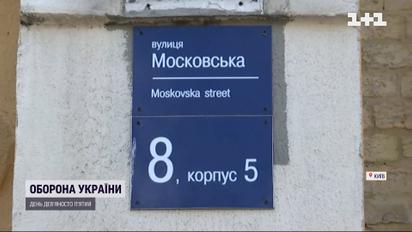 1+1
вулиця
Московська
Moskovska street
8, корпус 5
КИЇВ
ОБОРОНА УКРАЇНИ
ДЕНЬ ДЕВ'ЯНОСТО П'ЯТИЙ